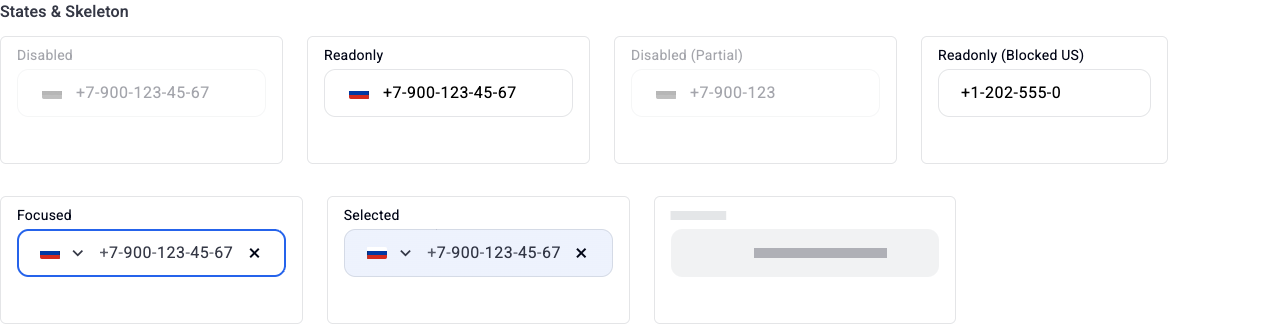 States & Skeleton
Disabled
+7-900-123-45-67
Readonly
+7-900-123-45-67
Disabled (Partial)
+7-900-123
Readonly (Blocked US)
+1-202-555-0
Focused
+7-900-123-45-67
Selected
+7-900-123-45-67